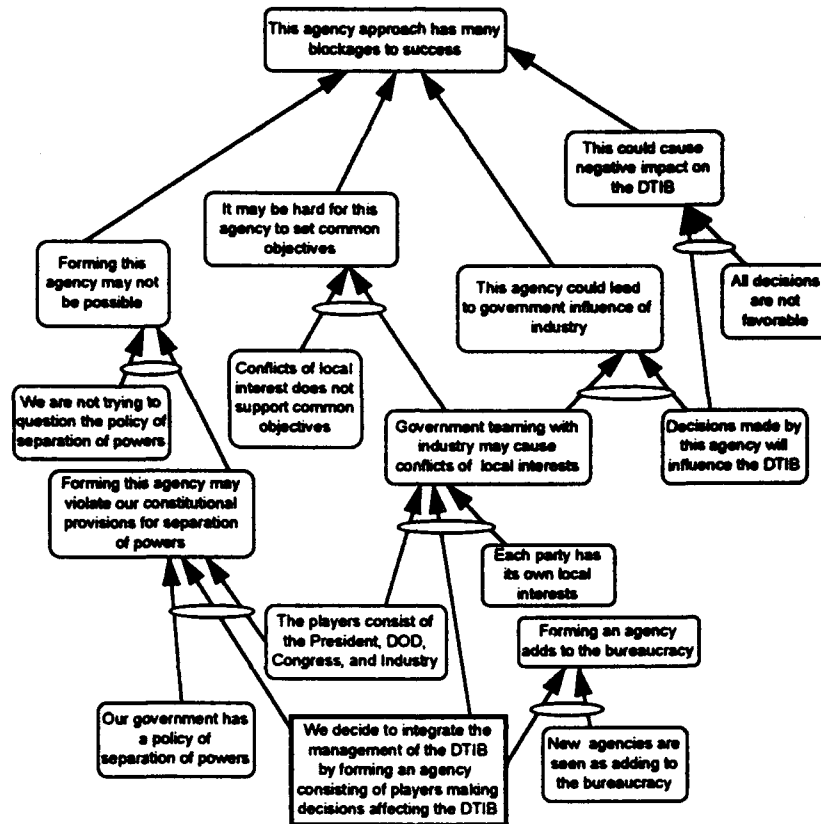 This agency approach has many
blockages to success
This could cause
negative impact on
the DTIB
It may be hard for this
agency to set common
objectives
Forming this
agency may not
be possible
This agency could lead
to government influence of
industry
All decisions
are not
favorable
Conflicts of local
interest does not
support common
objectives
We are not trying to
question the policy of
separation of powers
Government teaming with
industry may cause
conflicts of local interests
Decisions made by
this agency will
influence the DTIB
Forming this agency may
violate our constitutional
provisions for separation
of powers
Each party has
its own local
interests
The players consist of
the President, DOD,
Congress, and Industry
Forming an agency
adds to the bureaucracy
Our government has
a policy of
separation of powers
We decide to integrate the
management of the DTIB
by forming an agency
consisting of players making
decisions affecting the DTIB
New agencies are
seen as adding to
the bureaucracy